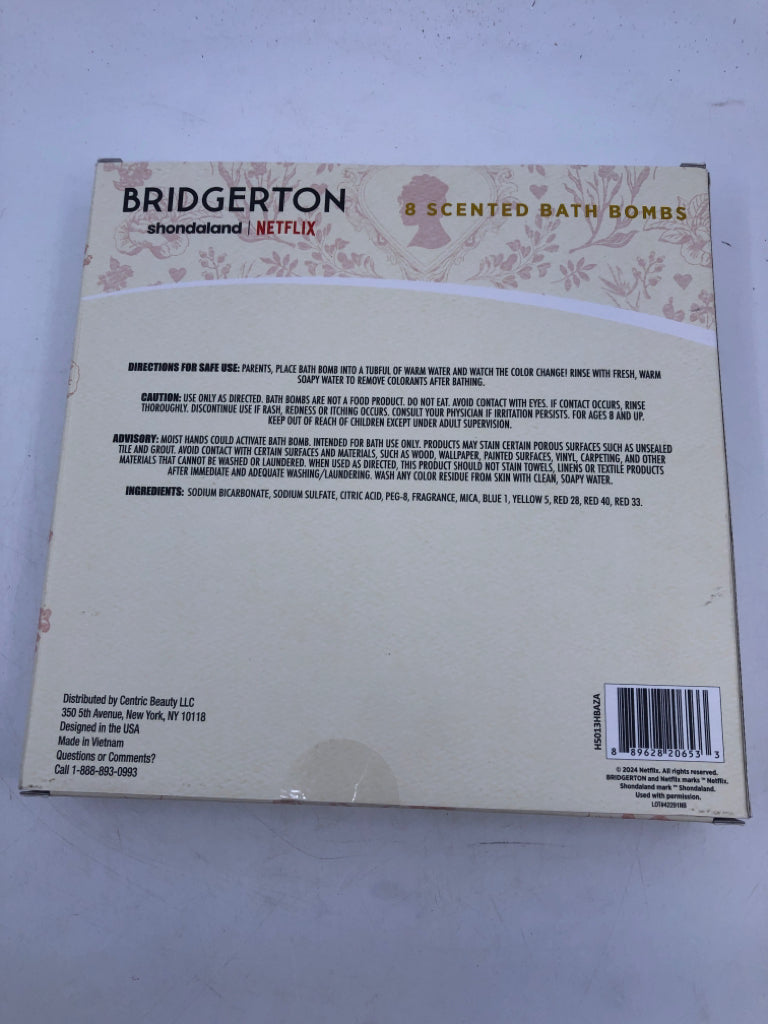 BRIDGERTON
shondaland | NETFLIX
8 SCENTED BATH BOMBS
DIRECTIONS FOR SAFE USE: PARENTS, PLACE BATH BOMB INTO A TUBFUL OF WARM WATER AND WATCH THE COLOR CHANGE! RINSE WITH FRESH, WARM
SOAPY WATER TO REMOVE COLORANTS AFTER BATHING.
CAUTION: USE ONLY AS DIRECTED. BATH BOMBS ARE NOT A FOOD PRODUCT. DO NOT EAT. AVOID CONTACT WITH EYES. IF CONTACT OCCURS, RINSE
THOROUGHLY. DISCONTINUE USE IF RASH, REDNESS OR ITCHING OCCURS. CONSULT YOUR PHYSICIAN IF IRRITATION PERSISTS. FOR AGES 8 AND UP.
KEEP OUT OF REACH OF CHILDREN EXCEPT UNDER ADULT SUPERVISION.
ADVISORY: MOIST HANDS COULD ACTIVATE BATH BOMB. INTENDED FOR BATH USE ONLY. PRODUCTS MAY STAIN CERTAIN POROUS SURFACES SUCH AS UNSEALED
TILE AND GROUT. AVOID CONTACT WITH CERTAIN SURFACES AND MATERIALS, SUCH AS WOOD, WALLPAPER, PAINTED SURFACES, VINYL, CARPETING, AND OTHER
MATERIALS THAT CANNOT BE WASHED OR LAUNDERED. WHEN USED AS DIRECTED, THIS PRODUCT SHOULD NOT STAIN TOWELS, LINENS OR TEXTILE PRODUCTS
AFTER IMMEDIATE AND ADEQUATE WASHING/LAUNDERING. WASH ANY COLOR RESIDUE FROM SKIN WITH CLEAN, SOAPY WATER.
INGREDIENTS: SODIUM BICARBONATE, SODIUM SULFATE, CITRIC ACID, PEG-8, FRAGRANCE, MICA, BLUE 1, YELLOW 5, RED 28, RED 40, RED 33.
Distributed by Centric Beauty LLC
350 5th Avenue, New York, NY 10118
Designed in the USA
Made in Vietnam
Questions or Comments?
Call 1-888-893-0993
H5013HBAZA
8 89628 20653 3
© 2024 Netflix. All rights reserved.
BRIDGERTON and Netflix marks ™ Netflix.
Shondaland mark ™ Shondaland.
Used with permission.
LOT#42291NB